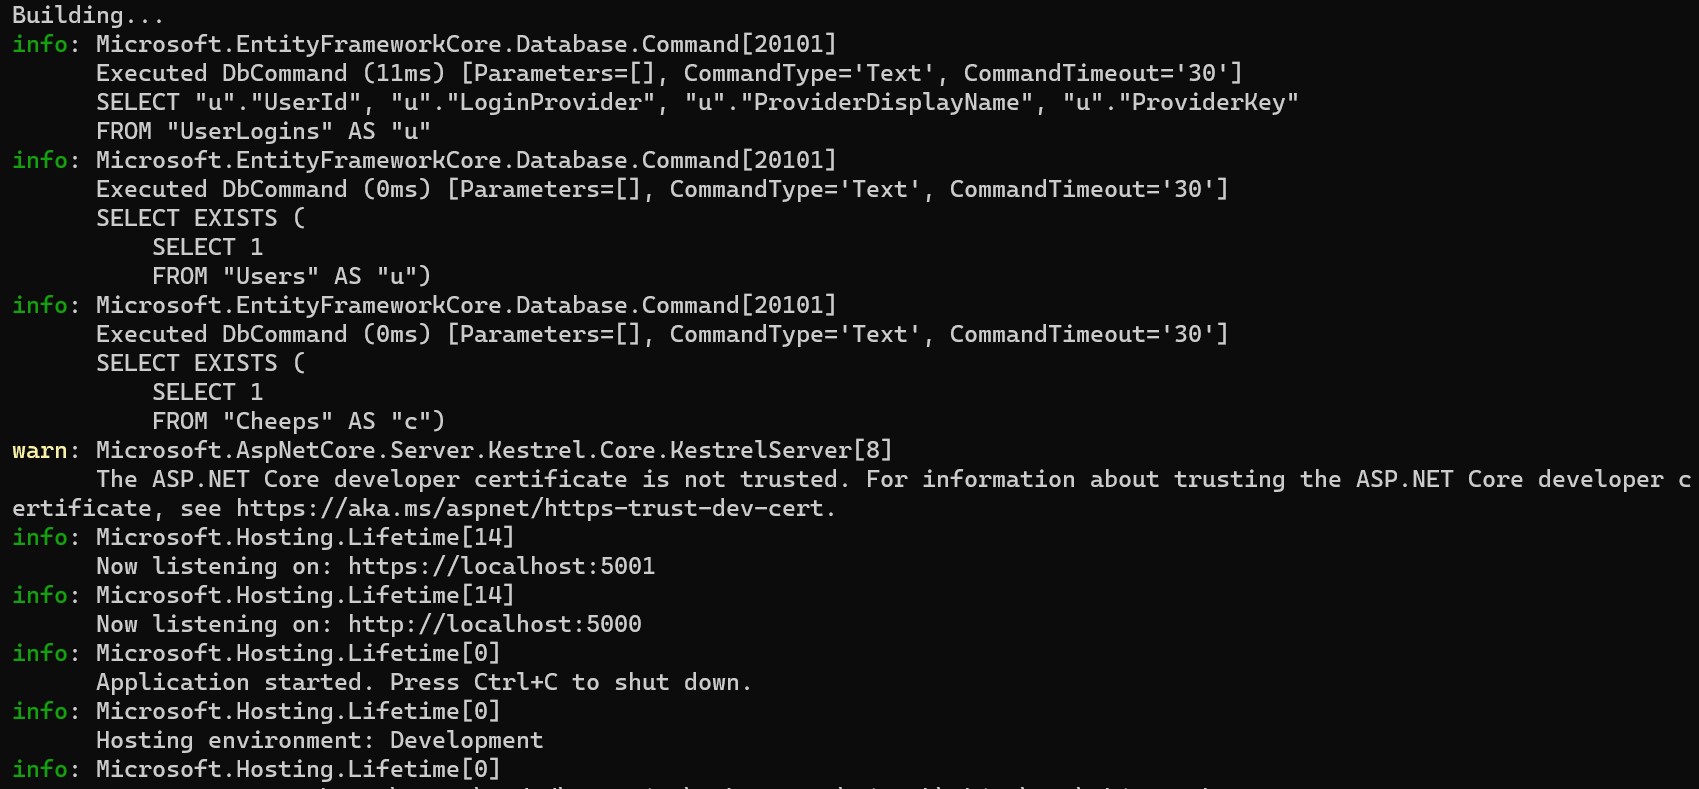 Building...
info: Microsoft.EntityFrameworkCore.Database.Command[20101]
      Executed DbCommand (11ms) [Parameters=[], CommandType='Text', CommandTimeout='30']
      SELECT "u"."UserId", "u"."LoginProvider", "u"."ProviderDisplayName", "u"."ProviderKey"
      FROM "UserLogins" AS "u"
info: Microsoft.EntityFrameworkCore.Database.Command[20101]
      Executed DbCommand (0ms) [Parameters=[], CommandType='Text', CommandTimeout='30']
      SELECT EXISTS (
          SELECT 1
          FROM "Users" AS "u")
info: Microsoft.EntityFrameworkCore.Database.Command[20101]
      Executed DbCommand (0ms) [Parameters=[], CommandType='Text', CommandTimeout='30']
      SELECT EXISTS (
          SELECT 1
          FROM "Cheeps" AS "c")
warn: Microsoft.AspNetCore.Server.Kestrel.Core.KestrelServer[8]
      The ASP.NET Core developer certificate is not trusted. For information about trusting the ASP.NET Core developer c
ertificate, see https://aka.ms/aspnet/https-trust-dev-cert.
info: Microsoft.Hosting.Lifetime[14]
      Now listening on: https://localhost:5001
info: Microsoft.Hosting.Lifetime[14]
      Now listening on: http://localhost:5000
info: Microsoft.Hosting.Lifetime[0]
      Application started. Press Ctrl+C to shut down.
info: Microsoft.Hosting.Lifetime[0]
      Hosting environment: Development
info: Microsoft.Hosting.Lifetime[0]